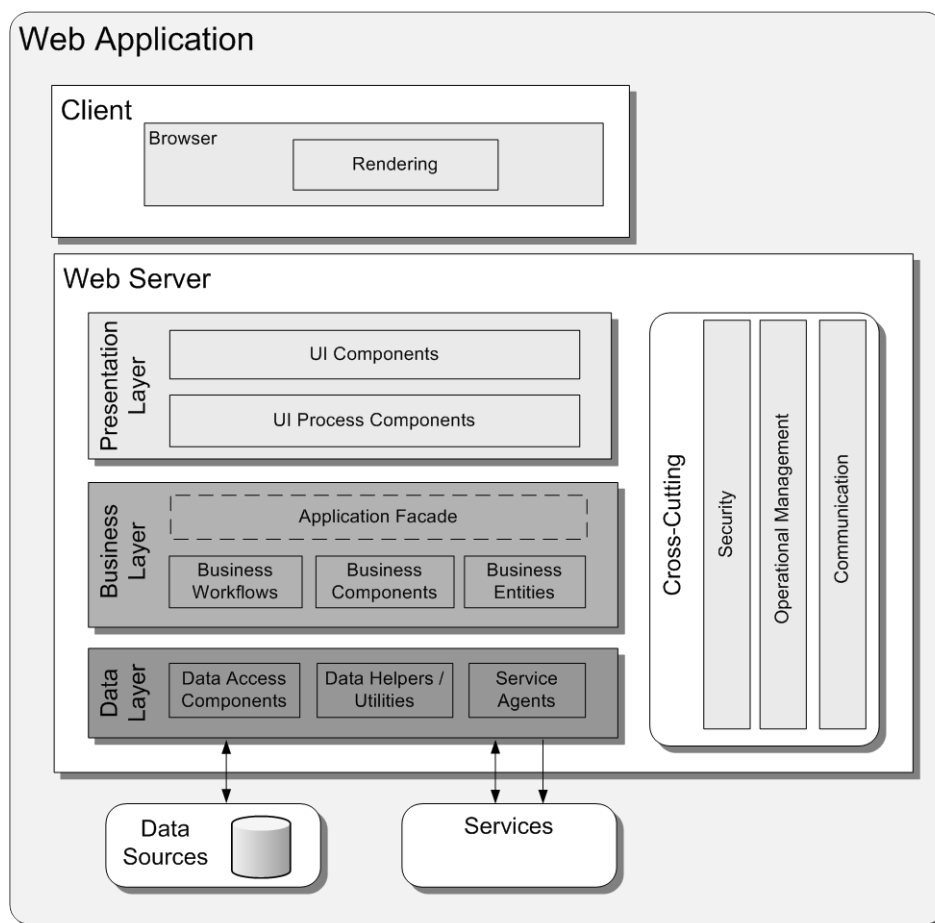 Web Application
Client
Browser
Rendering
Web Server
Presentation
Layer
UI Components
UI Process Components
Business
Layer
Application Facade
Business
Workflows
Business
Components
Business
Entities
Data
Layer
Data Access
Components
Data Helpers /
Utilities
Service
Agents
Cross-Cutting
Security
Operational Management
Communication
Data
Sources
Services